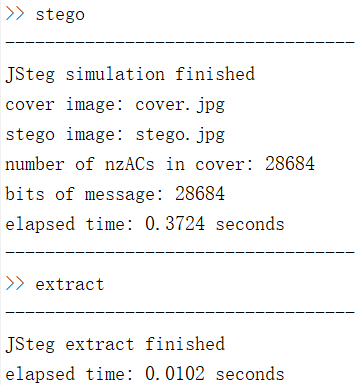 >> stego
-----------------------------------
JSteg simulation finished
cover image: cover.jpg
stego image: stego.jpg
number of nzACs in cover: 28684
bits of message: 28684
elapsed time: 0.3724 seconds
-----------------------------------
>> extract
-----------------------------------
JSteg extract finished
elapsed time: 0.0102 seconds